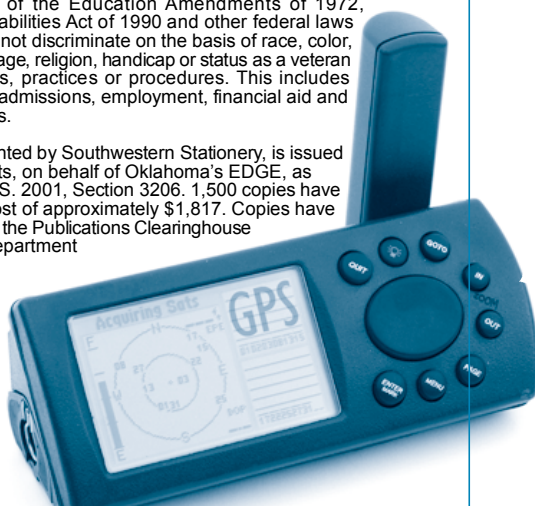 of the Education Amendments of 1972,
abilities Act of 1990 and other federal laws
not discriminate on the basis of race, color,
age, religion, handicap or status as a veteran
s, practices or procedures. This includes
admissions, employment, financial aid and
s.
nted by Southwestern Stationery, is issued
ts, on behalf of Oklahoma's EDGE, as
S. 2001, Section 3206. 1,500 copies have
ost of approximately $1,817. Copies have
the Publications Clearinghouse
epartment
Acquiring Sats
GPS
N
E
W
E
S
EPE
DOP
QUIT
GOTO
IN
ZOOM
OUT
PAGE
MENU
ENTER
MARK